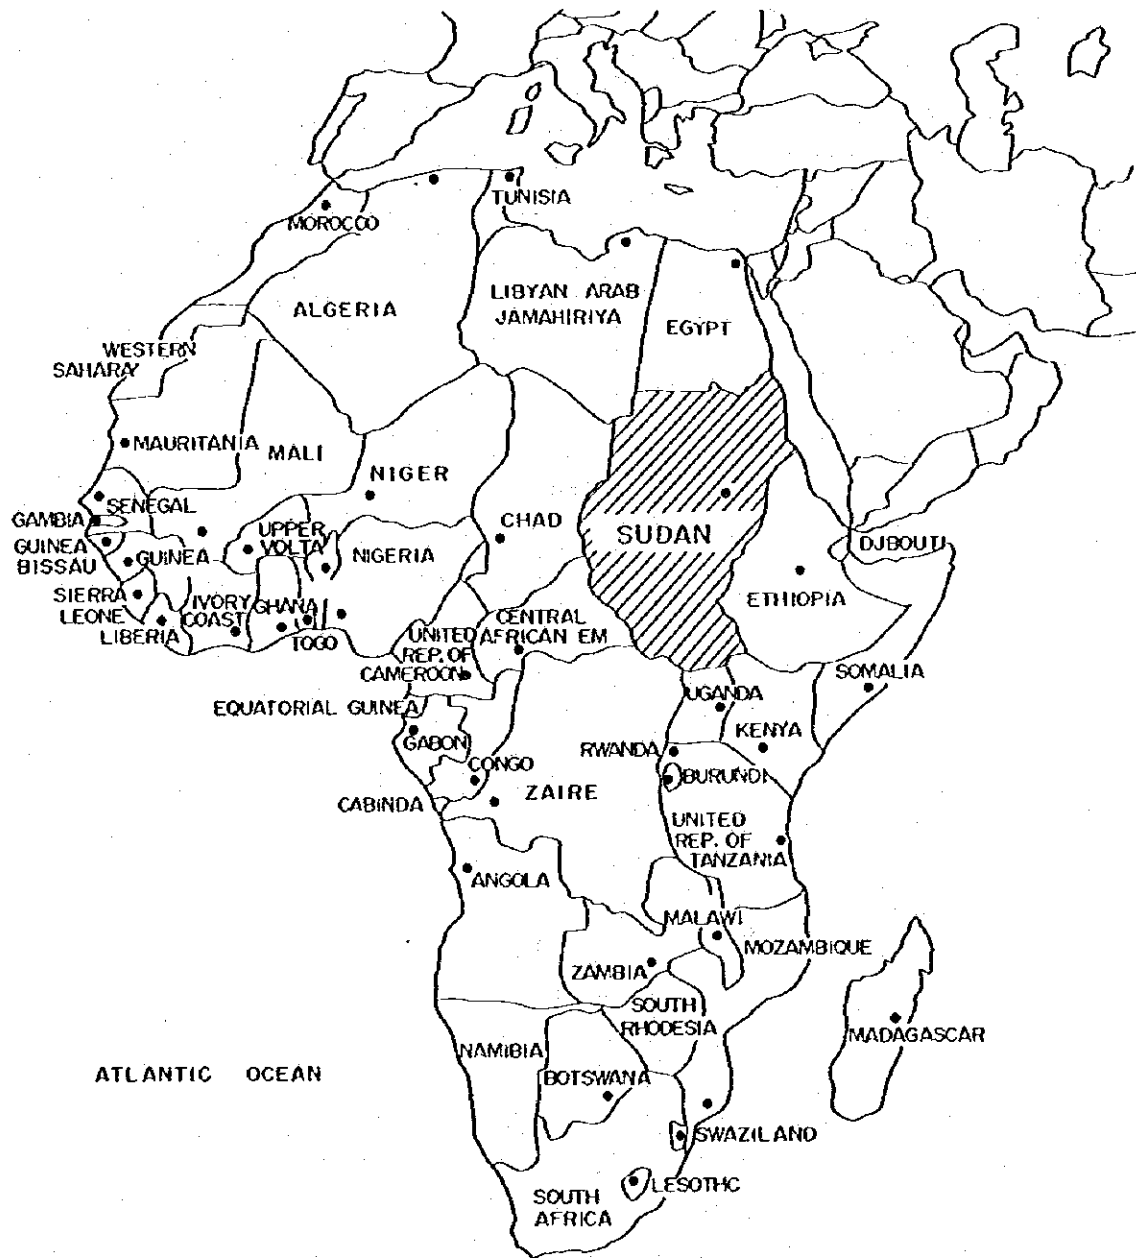 TUNISIA
MOROCCO
LIBYAN ARAB
JAMAHIRIYA
ALGERIA
EGYPT
WESTERN
SAHARA
MAURITANIA
MALI
NIGER
SENEGAL
GAMBIA
CHAD
SUDAN
UPPER
VOLTA
GUINEA
BISSAU
GUINEA
NIGERIA
DJBOUTI
ETHIOPIA
SIERRA
LEONE
IVORY
COAST
GHANA
LIBERIA
TOGO
CENTRAL
AFRICAN EM
UNITED
REP. OF
CAMEROON
SOMALIA
UGANDA
EQUATORIAL GUINEA
KENYA
GABON
RWANDA
CONGO
BURUNDI
ZAIRE
CABINDA
UNITED
REP. OF
TANZANIA
ANGOLA
MALAWI
MOZAMBIQUE
ZAMBIA
SOUTH
RHODESIA
MADAGASCAR
NAMIBIA
ATLANTIC OCEAN
BOTSWANA
SWAZILAND
LESOTHC
SOUTH
AFRICA